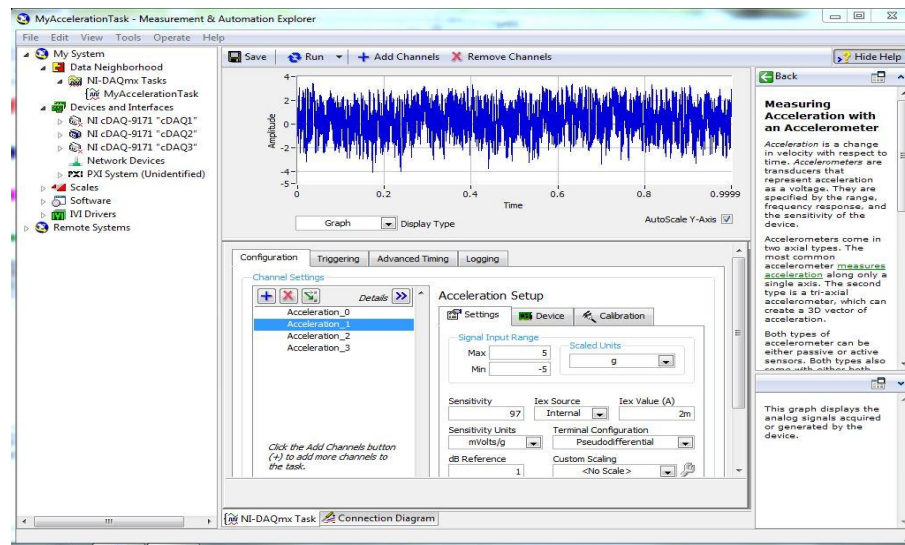 MyAccelerationTask - Measurement & Automation Explorer
File Edit View Tools Operate Help
My System
Data Neighborhood
NI-DAQmx Tasks
MyAccelerationTask
Devices and Interfaces
NI cDAQ-9171 "cDAQ1"
NI cDAQ-9171 "cDAQ2"
NI cDAQ-9171 "cDAQ3"
Network Devices
PXI PXI System (Unidentified)
Scales
Software
IVI Drivers
Remote Systems
Save Run Add Channels Remove Channels
Hide Help
4
2
0
-2
-4
-5
Amplitude
0 0.2 0.4 0.6 0.8 0.9999
Time
Graph Display Type AutoScale Y-Axis
Configuration Triggering Advanced Timing Logging
Channel Settings
Details
Acceleration_0
Acceleration_1
Acceleration_2
Acceleration_3
Click the Add Channels button
(+) to add more channels to
the task.
Acceleration Setup
Settings Device Calibration
Signal Input Range
Max 5
Min -5
Scaled Units
g
Sensitivity Iex Source Iex Value (A)
97 Internal 2m
Sensitivity Units Terminal Configuration
mVolts/g Pseudodifferential
dB Reference Custom Scaling
1 <No Scale>
NI-DAQmx Task Connection Diagram
Back
Measuring
Acceleration with
an Accelerometer
Acceleration is a change
in velocity with respect to
time. Accelerometers are
transducers that
represent acceleration
as a voltage. They are
specified by the range,
frequency response, and
the sensitivity of the
device.
Accelerometers come in
two axial types. The
most common
accelerometer measures
acceleration along only a
single axis. The second
type is a tri-axial
accelerometer, which can
create a 3D vector of
acceleration.
Both types of
accelerometer can be
either passive or active
sensors. Both types also
come with either both
This graph displays the
analog signals acquired
or generated by the
device.